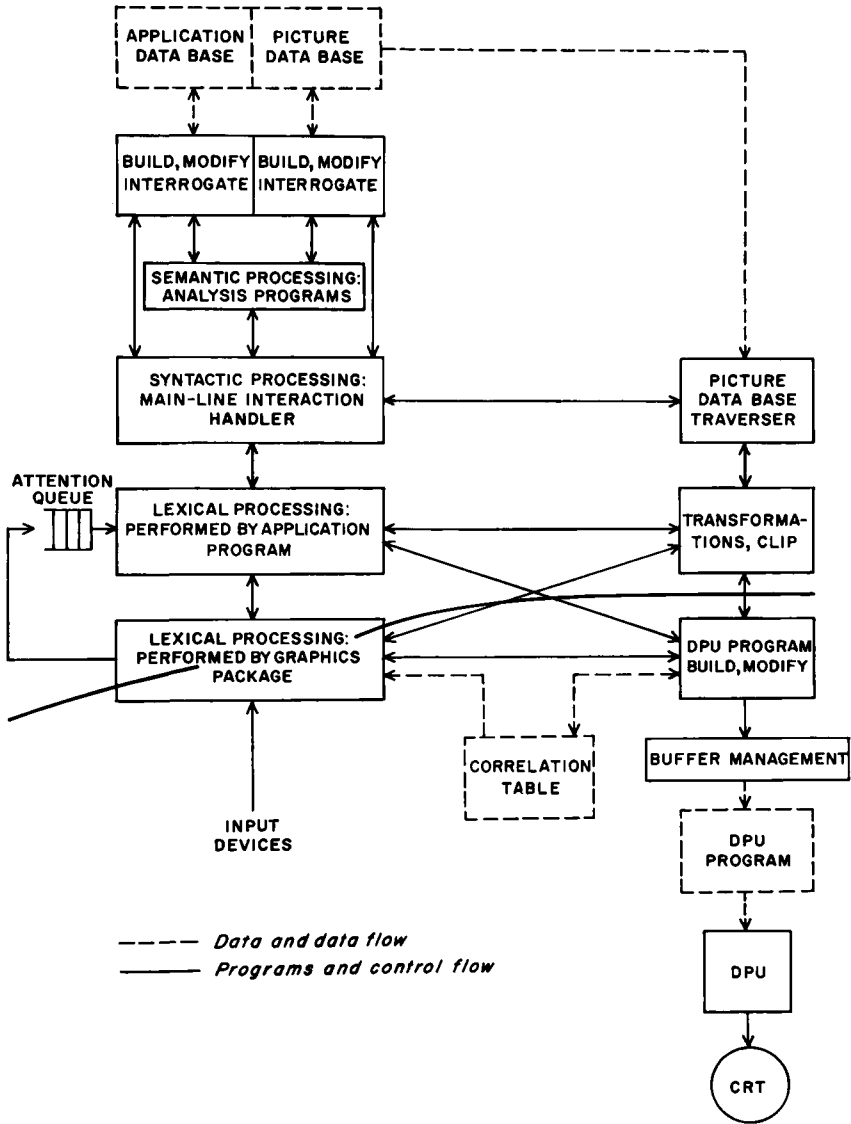 APPLICATION
DATA BASE
PICTURE
DATA BASE
BUILD, MODIFY
INTERROGATE
BUILD, MODIFY
INTERROGATE
SEMANTIC PROCESSING:
ANALYSIS PROGRAMS
SYNTACTIC PROCESSING:
MAIN-LINE INTERACTION
HANDLER
PICTURE
DATA BASE
TRAVERSER
ATTENTION
QUEUE
LEXICAL PROCESSING:
PERFORMED BY APPLICATION
PROGRAM
TRANSFORMA-
TIONS, CLIP
LEXICAL PROCESSING:
PERFORMED BY GRAPHICS
PACKAGE
DPU PROGRAM
BUILD, MODIFY
CORRELATION
TABLE
BUFFER MANAGEMENT
INPUT
DEVICES
DPU
PROGRAM
Data and data flow
Programs and control flow
DPU
CRT